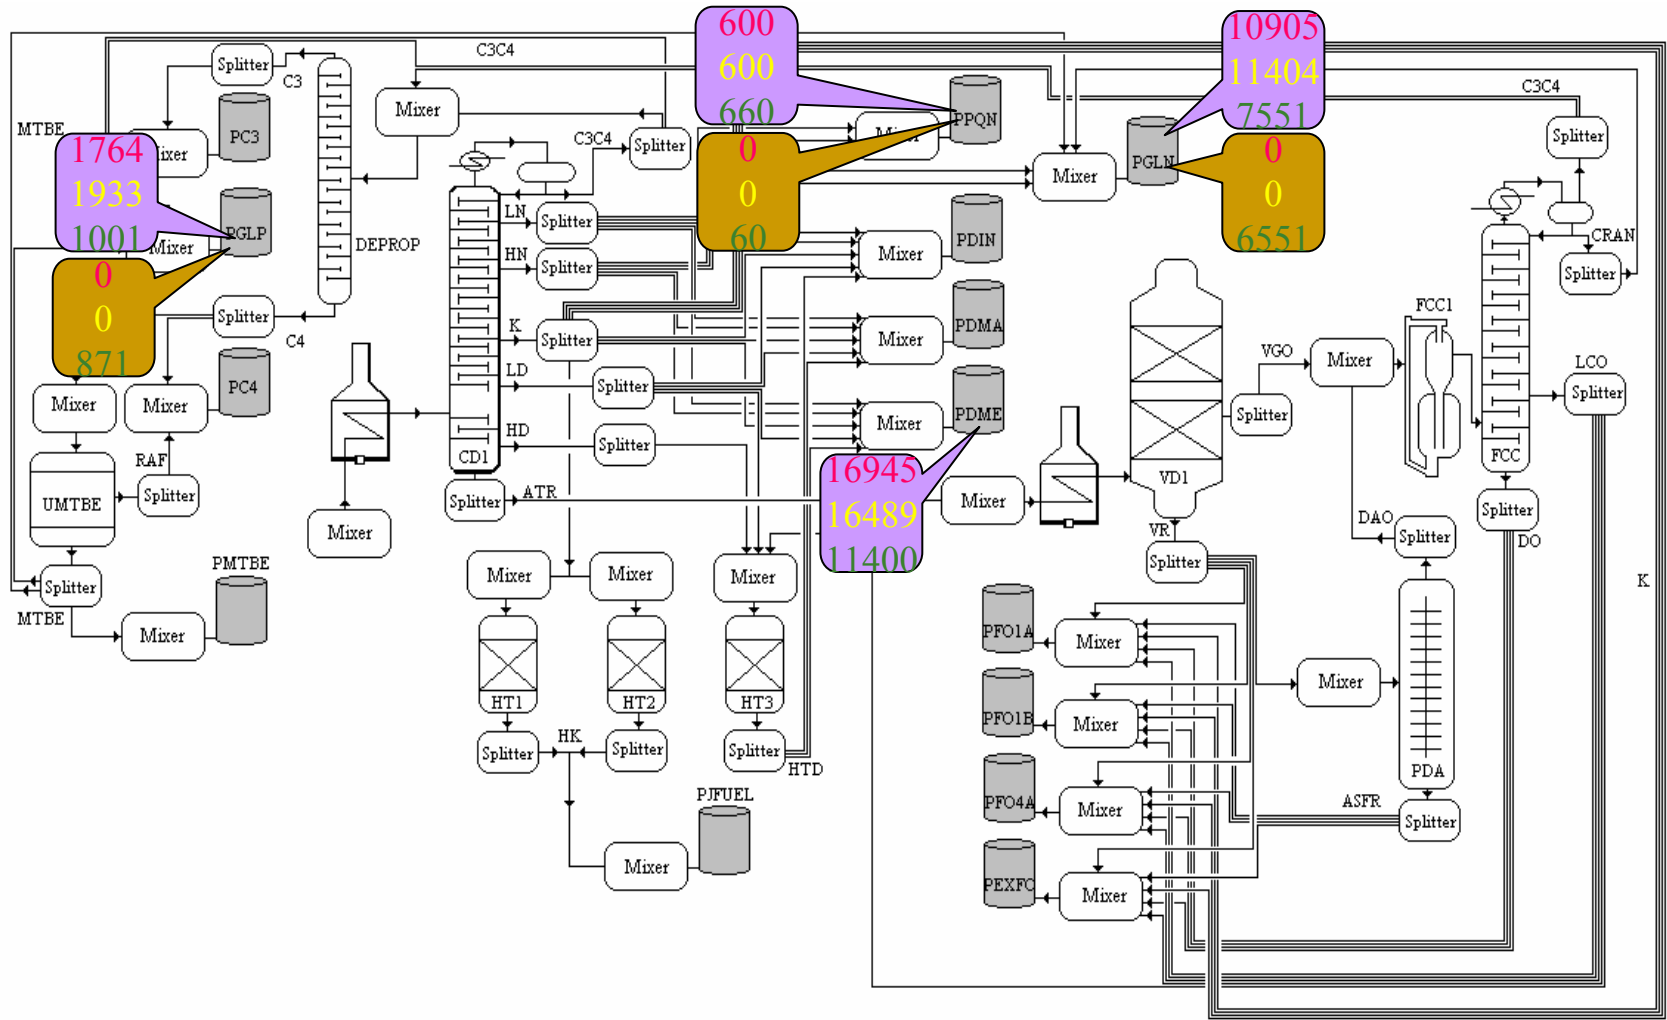 600
600
660
10905
11404
7551
C3C4
Splitter
C3
C3C4
Mixer
PC3
MTBE
ixer
PPQN
Mixer
C3C4
Splitter
0
0
60
PGLN
Mixer
0
0
6551
C3C4
Splitter
1764
1933
1001
PGLP
Mixer
DEPROP
LN
Splitter
HN
Splitter
PDIN
Mixer
CRAN
Splitter
0
0
871
Splitter
C4
K
Splitter
PDMA
Mixer
FCC1
VGO
Mixer
LCO
Splitter
PC4
Mixer
Mixer
LD
Splitter
PDME
Mixer
Splitter
HD
Splitter
CD1
FCC
RAF
UMTBE
Splitter
Splitter
ATR
16945
16489
11400
Mixer
VD1
Splitter
DO
Mixer
VR
Splitter
DAO
Splitter
PMTBE
Splitter
MTBE
Mixer
Mixer
Mixer
Mixer
K
PFO1A
Mixer
HT1
HT2
HT3
PFO1B
Mixer
Mixer
PDA
Splitter
HK
Splitter
Splitter
HTD
PJFUEL
Mixer
PFO4A
Mixer
ASFR
Splitter
PEXFO
Mixer